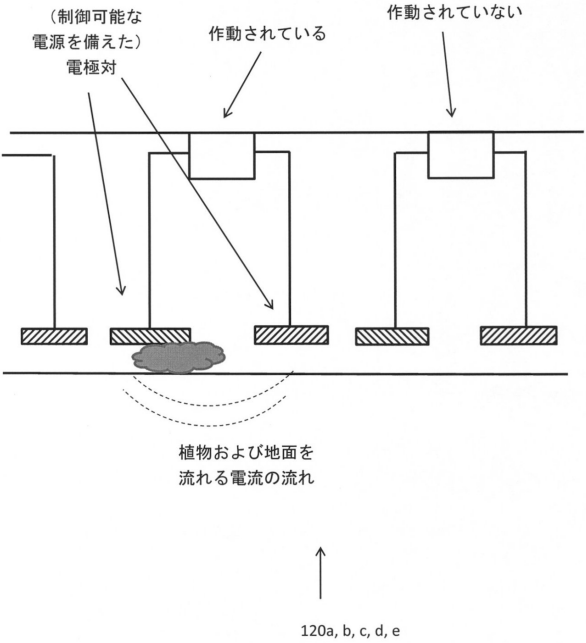 （制御可能な
電源を備えた）
電極対
作動されている
作動されていない
植物および地面を
流れる電流の流れ
120a, b, c, d, e